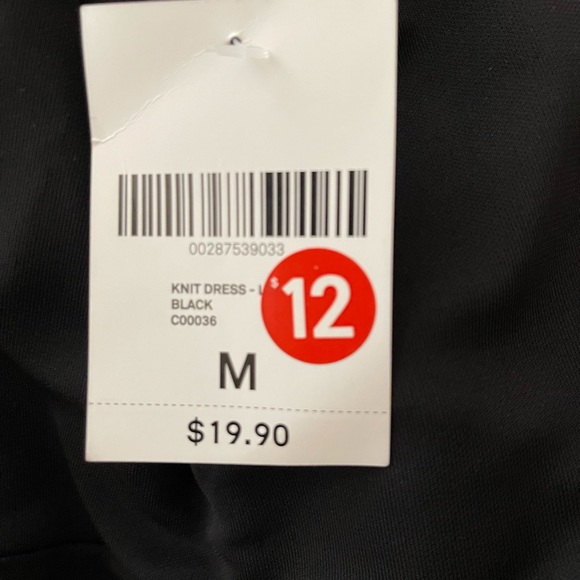 00287539033
KNIT DRESS - L
BLACK
C00036
$12
M
$19.90